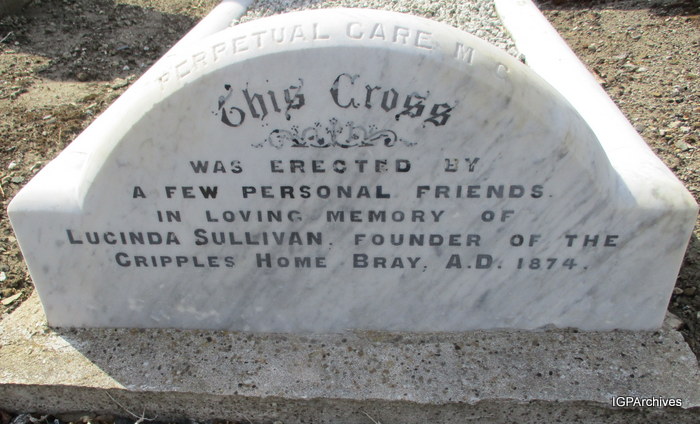 PERPETUAL CARE M C
This Cross
WAS ERECTED BY
A FEW PERSONAL FRIENDS.
IN LOVING MEMORY OF
LUCINDA SULLIVAN. FOUNDER OF THE
CRIPPLES HOME BRAY, A.D. 1874.
IGPArchives